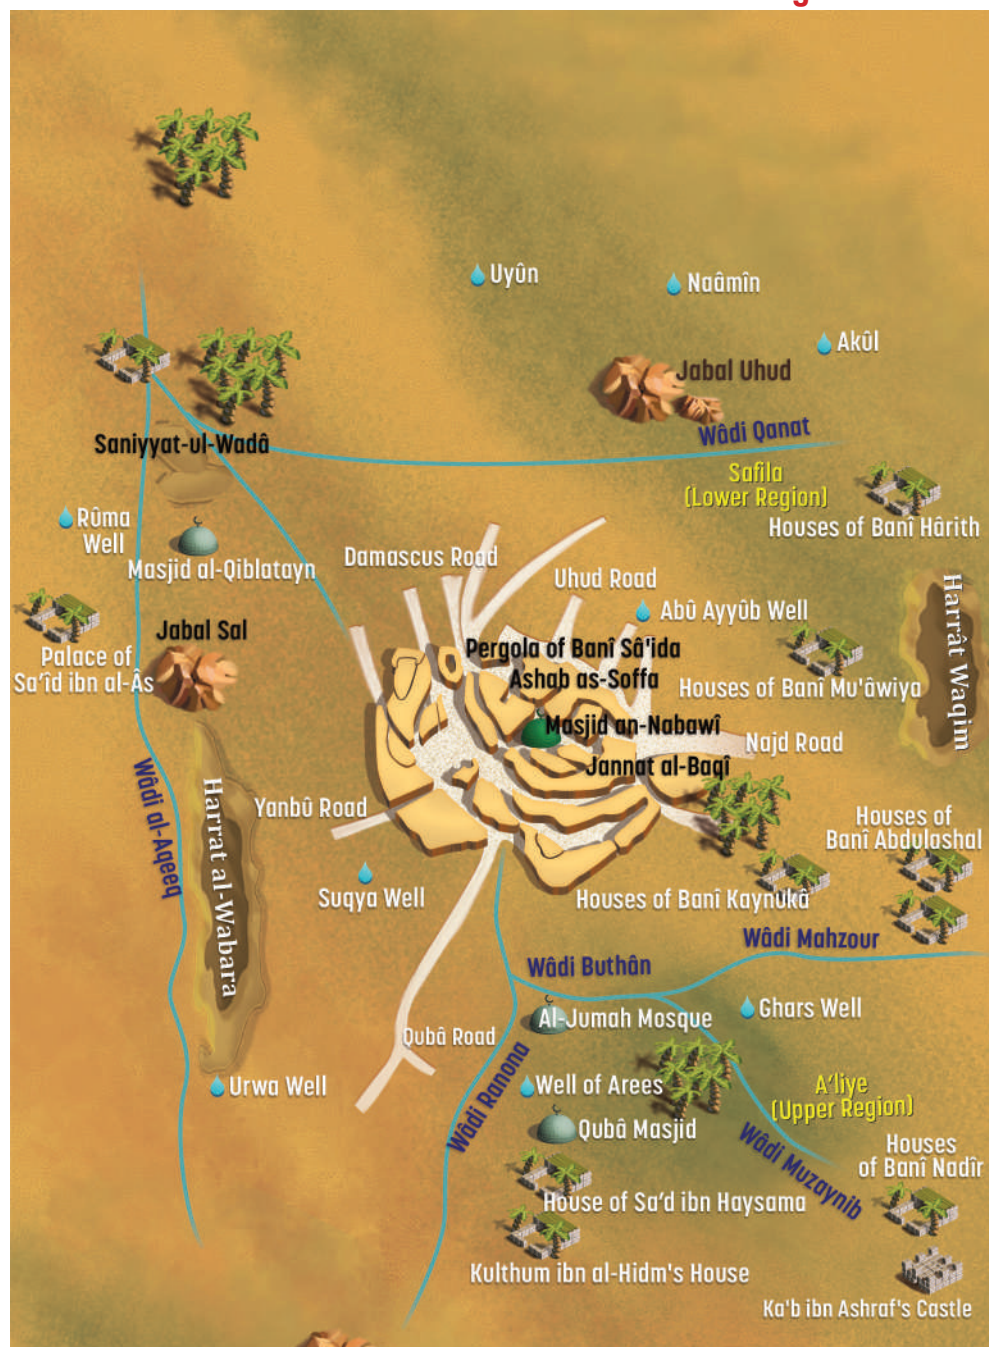 Uyûn
Naâmîn
Akûl
Jabal Uhud
Wâdi Qanat
Saniyyat-ul-Wadâ
Safila
(Lower Region)
Houses of Banî Hârith
Rûma
Well
Masjid al-Qiblatayn
Damascus Road
Uhud Road
Abû Ayyûb Well
Harrât Waqim
Jabal Sal
Palace of
Sa'îd ibn al-Âs
Pergola of Banî Sâ'ida
Ashab as-Soffa
Houses of Banî Mu'âwiya
Masjid an-Nabawî
Najd Road
Jannat al-Baqî
Wâdi al-Aqeeq
Harrat al-Wabara
Yanbû Road
Houses of
Banî Abdulashal
Suqya Well
Houses of Banî Kaynukâ
Wâdi Mahzour
Wâdi Buthân
Ghars Well
Al-Jumah Mosque
Qubâ Road
Wâdi Ranona
Urwa Well
Well of Arees
A'liye
(Upper Region)
Qubâ Masjid
Wâdi Muzaynib
Houses
of Banî Nadîr
House of Sa'd ibn Haysama
Kulthum ibn al-Hidm's House
Ka'b ibn Ashraf's Castle